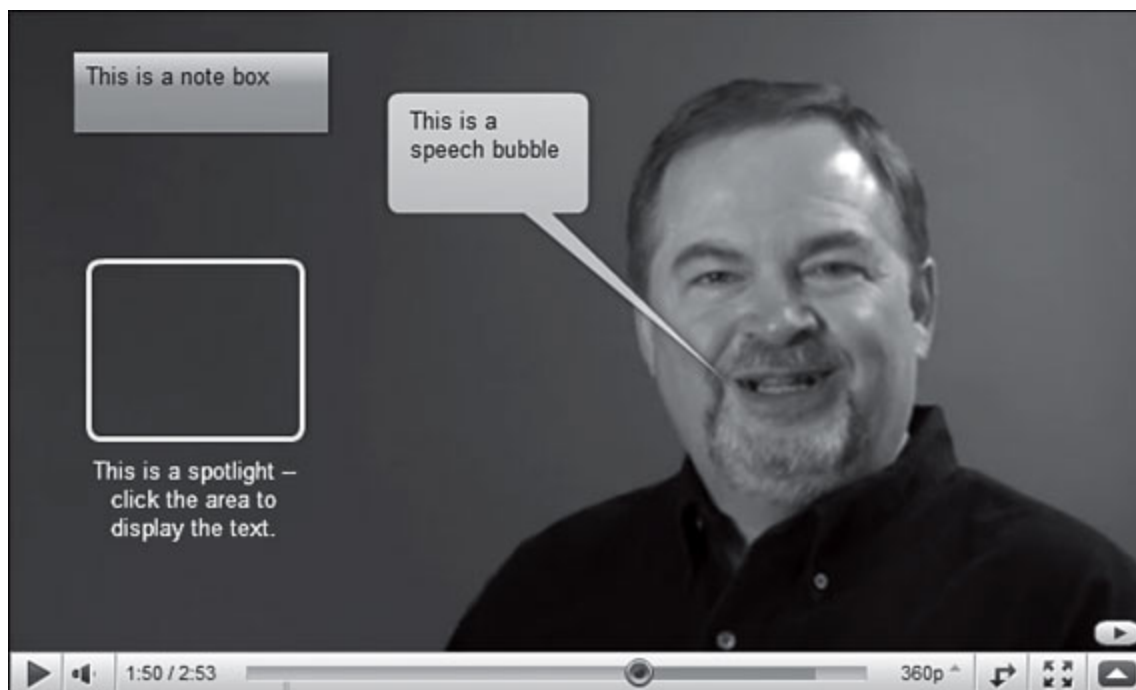 This is a note box
This is a
speech bubble
This is a spotlight –
click the area to
display the text.
1:50 / 2:53
360p